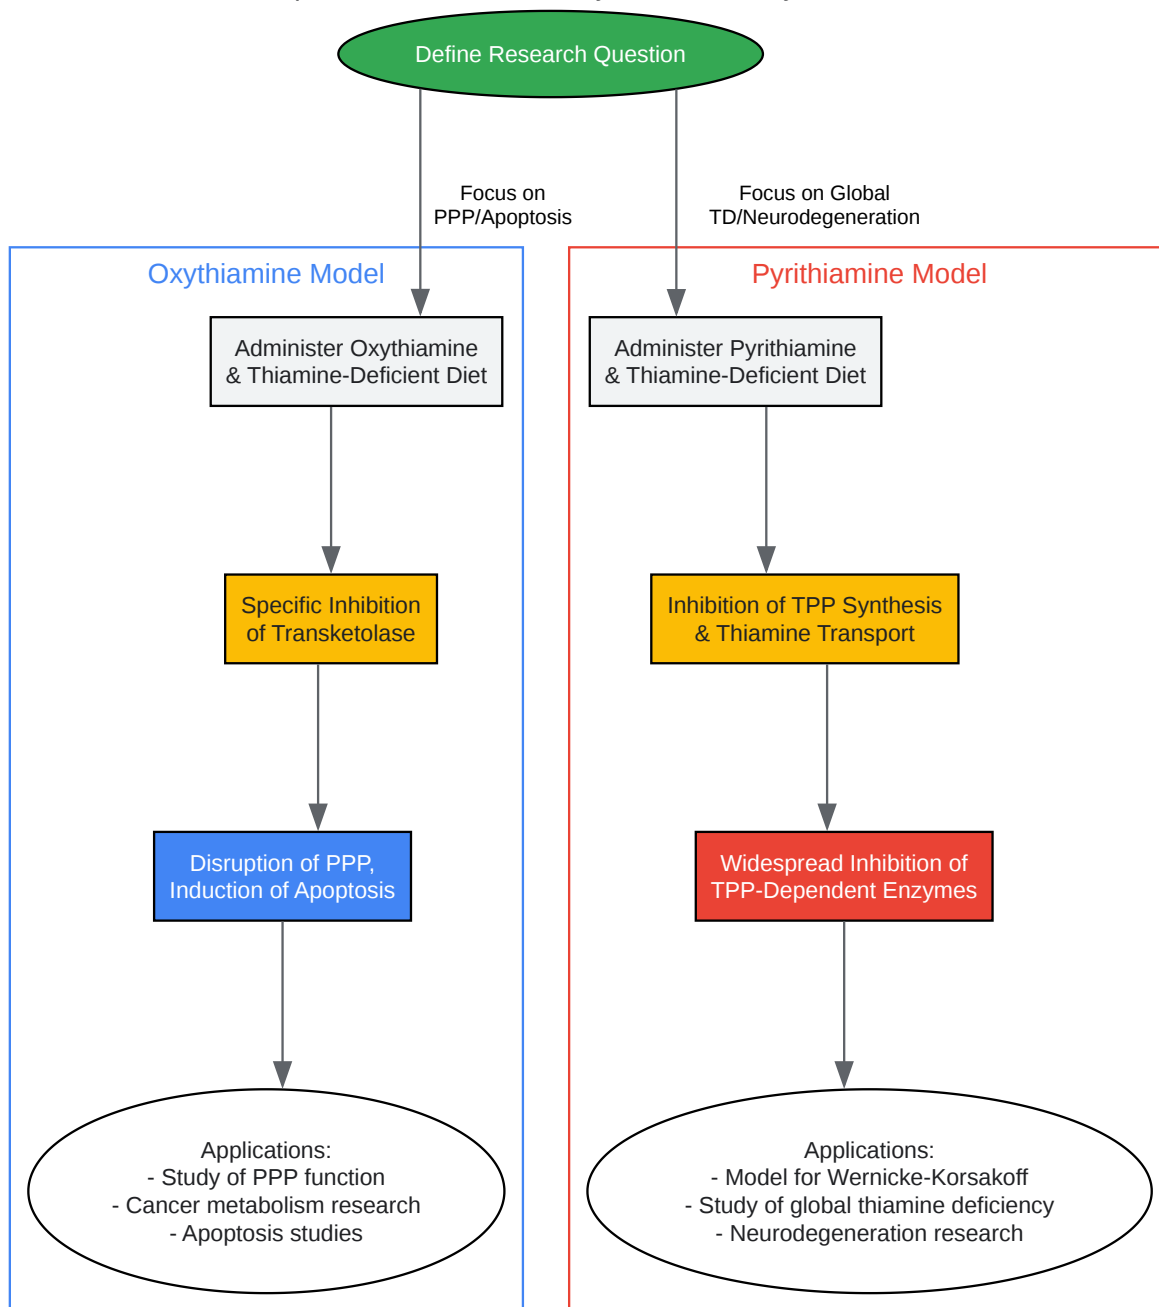 Define Research Question
Focus on
PPP/Apoptosis
Focus on Global
TD/Neurodegeneration
Oxythiamine Model
Administer Oxythiamine
& Thiamine-Deficient Diet
Specific Inhibition
of Transketolase
Disruption of PPP,
Induction of Apoptosis
Applications:
- Study of PPP function
- Cancer metabolism research
- Apoptosis studies
Pyrithiamine Model
Administer Pyrithiamine
& Thiamine-Deficient Diet
Inhibition of TPP Synthesis
& Thiamine Transport
Widespread Inhibition of
TPP-Dependent Enzymes
Applications:
- Model for Wernicke-Korsakoff
- Study of global thiamine deficiency
- Neurodegeneration research